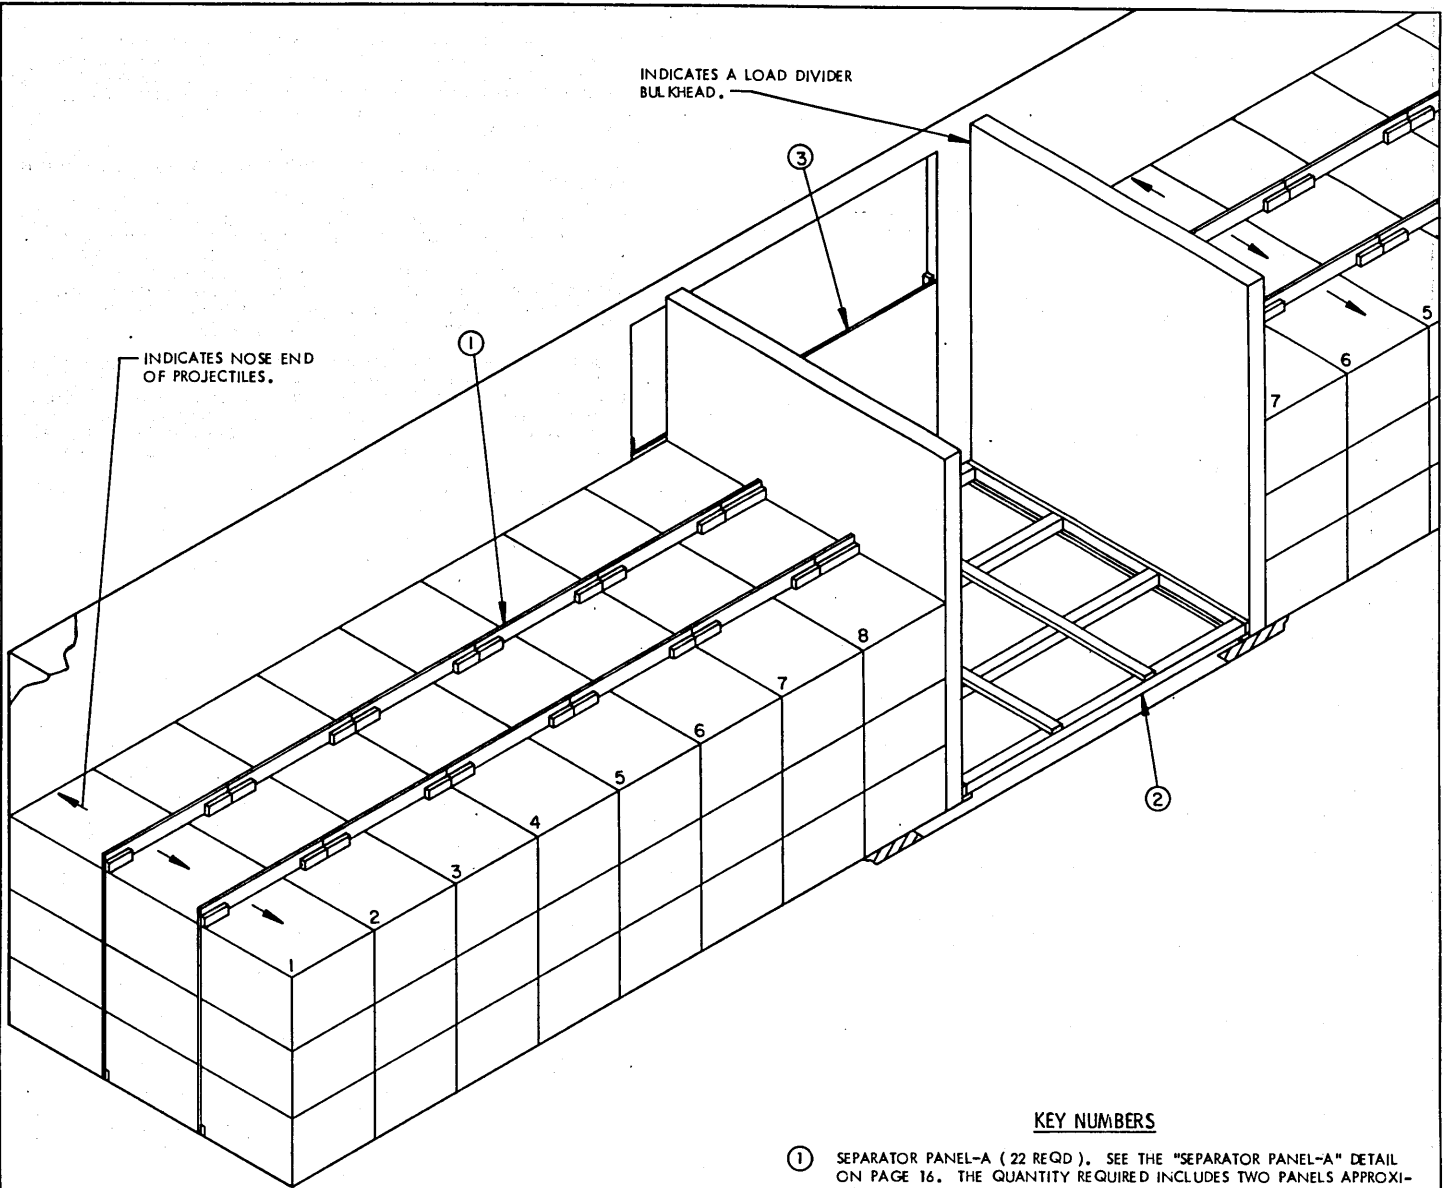 INDICATES A LOAD DIVIDER
BULKHEAD.
3
INDICATES NOSE END
OF PROJECTILES.
1
5
6
7
8
7
6
5
4
3
2
1
2
KEY NUMBERS
1 SEPARATOR PANEL-A (22 REQD). SEE THE "SEPARATOR PANEL-A" DETAIL
ON PAGE 16. THE QUANTITY REQUIRED INCLUDES TWO PANELS APPROXI-